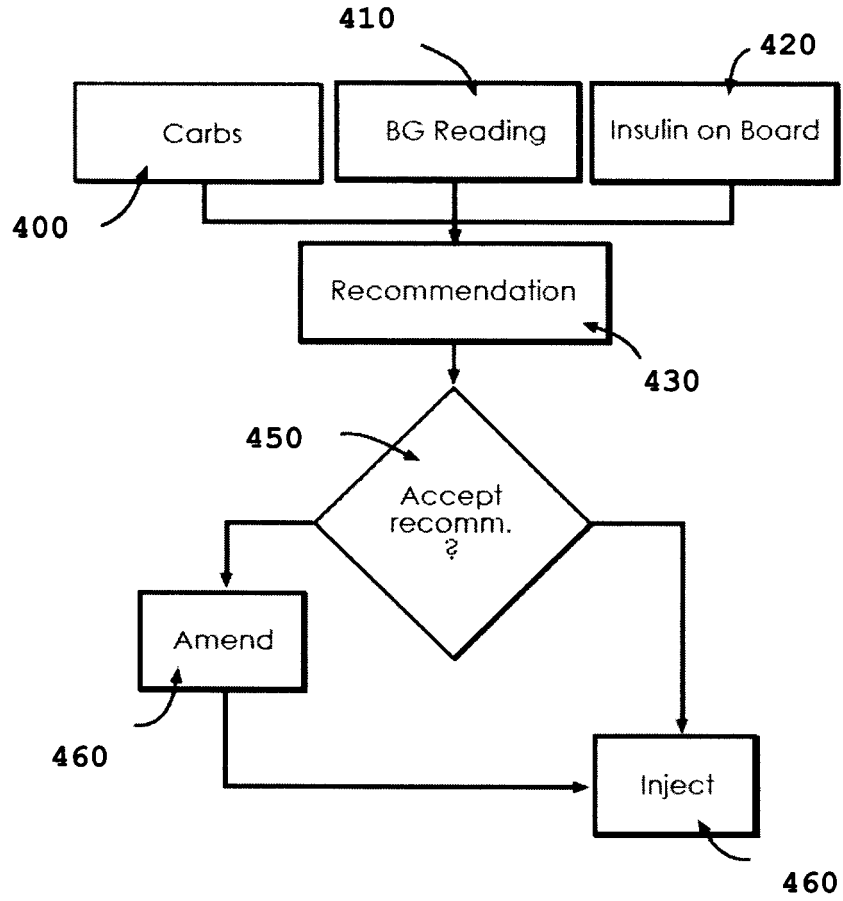 410
420
Carbs
BG Reading
Insulin on Board
400
Recommendation
430
450
Accept
recomm.
?
Amend
460
Inject
460